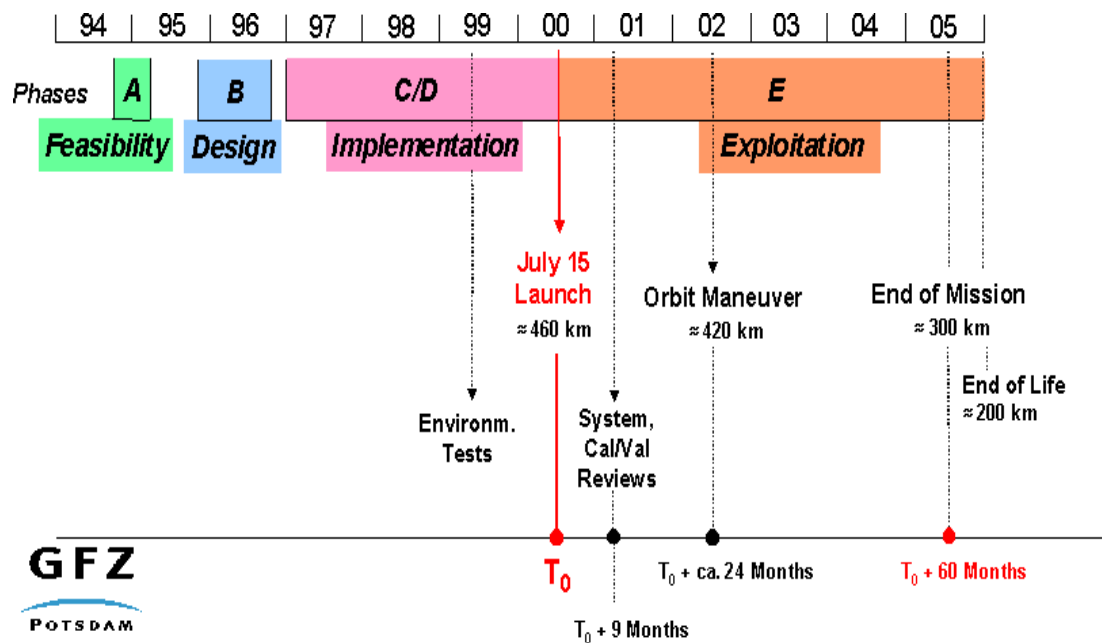 94 95 96 97 98 99 00 01 02 03 04 05
Phases A B C/D E
Feasibility Design Implementation Exploitation
July 15
Launch
≈ 460 km
Orbit Maneuver
≈ 420 km
End of Mission
≈ 300 km
End of Life
≈ 200 km
Environm.
Tests
System,
Cal/Val
Reviews
T0
T0 + 9 Months
T0 + ca. 24 Months
T0 + 60 Months
GFZ
POTSDAM